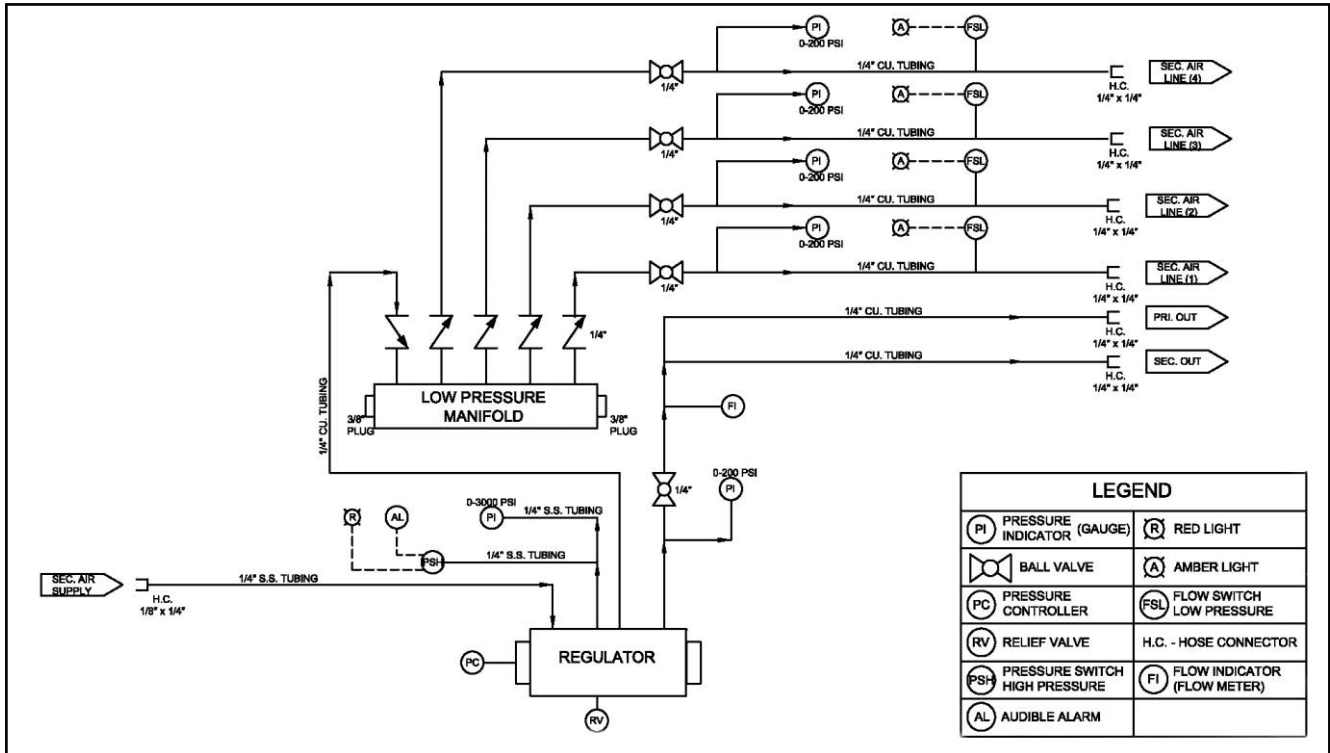 PI
0-200 PSI
A
FSL
1/4" CU. TUBING
1/4"
H.C.
1/4" x 1/4"
SEC. AIR
LINE (4)
PI
0-200 PSI
A
FSL
1/4" CU. TUBING
1/4"
H.C.
1/4" x 1/4"
SEC. AIR
LINE (3)
PI
0-200 PSI
A
FSL
1/4" CU. TUBING
1/4"
H.C.
1/4" x 1/4"
SEC. AIR
LINE (2)
PI
0-200 PSI
A
FSL
1/4" CU. TUBING
1/4"
H.C.
1/4" x 1/4"
SEC. AIR
LINE (1)
1/4"
1/4" CU. TUBING
H.C.
1/4" x 1/4"
PRI. OUT
1/4" CU. TUBING
H.C.
1/4" x 1/4"
SEC. OUT
LOW PRESSURE
MANIFOLD
3/8"
PLUG
3/8"
PLUG
1/4" CU. TUBING
FI
1/4"
0-200 PSI
PI
0-3000 PSI
PI
1/4" S.S. TUBING
R
AL
PSH
1/4" S.S. TUBING
SEC. AIR
SUPPLY
H.C.
1/8" x 1/4"
1/4" S.S. TUBING
REGULATOR
PC
RV
LEGEND
PI PRESSURE INDICATOR (GAUGE)
R RED LIGHT
BALL VALVE
A AMBER LIGHT
PC PRESSURE CONTROLLER
FSL FLOW SWITCH LOW PRESSURE
RV RELIEF VALVE
H.C. - HOSE CONNECTOR
PSH PRESSURE SWITCH HIGH PRESSURE
FI FLOW INDICATOR (FLOW METER)
AL AUDIBLE ALARM